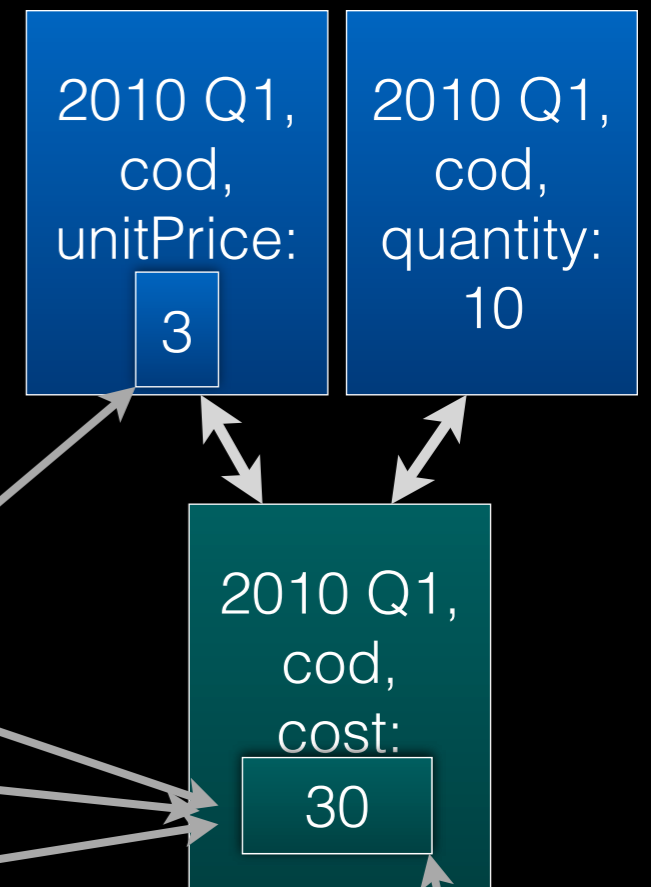 2010 Q1,
cod,
unitPrice:
3
2010 Q1,
cod,
quantity:
10
2010 Q1,
cod,
cost:
30